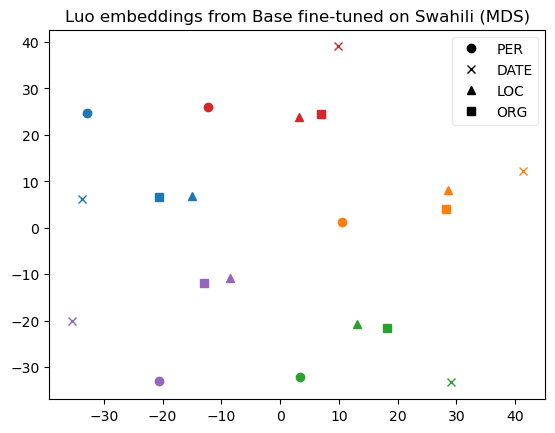 Luo embeddings from Base fine-tuned on Swahili (MDS)
PER
DATE
LOC
ORG
40
30
20
10
0
−10
−20
−30
−30 −20 −10 0 10 20 30 40